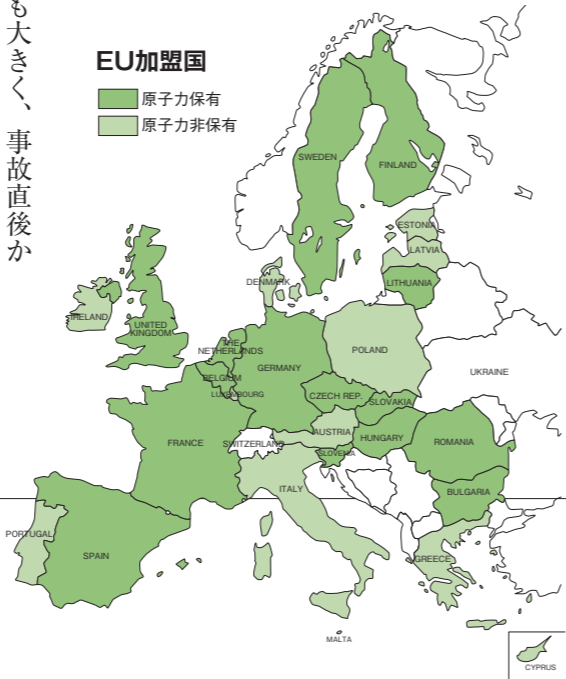 も大きく、事故直後か
EU加盟国
原子力保有
原子力非保有
SWEDEN
FINLAND
ESTONIA
LATVIA
LITHUANIA
DENMARK
IRELAND
UNITED
KINGDOM
THE
NETHERLANDS
BELGIUM
LUXEMBOURG
GERMANY
POLAND
UKRAINE
CZECH REP.
SLOVAKIA
AUSTRIA
HUNGARY
ROMANIA
FRANCE
SWITZERLAND
SLOVENIA
ITALY
BULGARIA
PORTUGAL
SPAIN
GREECE
MALTA
CYPRUS